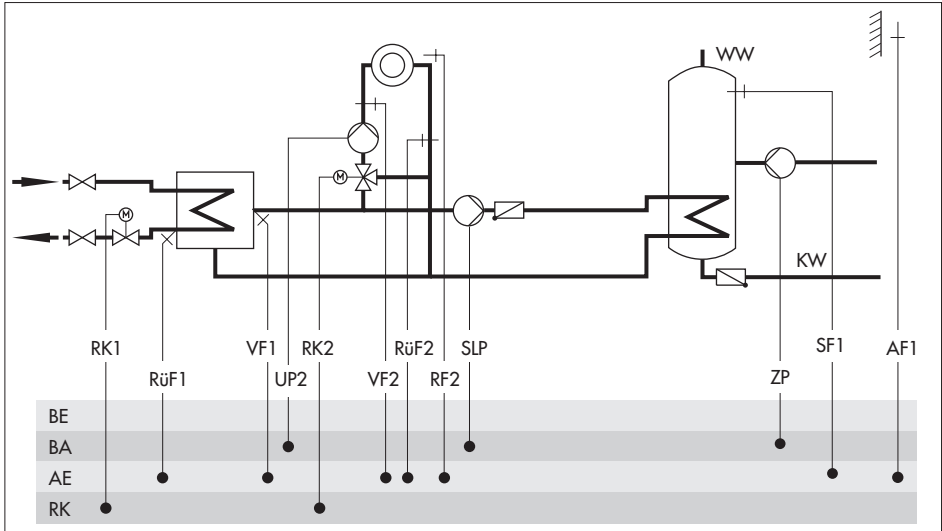 WW
M
M
KW
RK1 VF1 RK2 RüF2 SLP SF1 AF1
RüF1 UP2 VF2 RF2 ZP
BE
BA
AE
RK